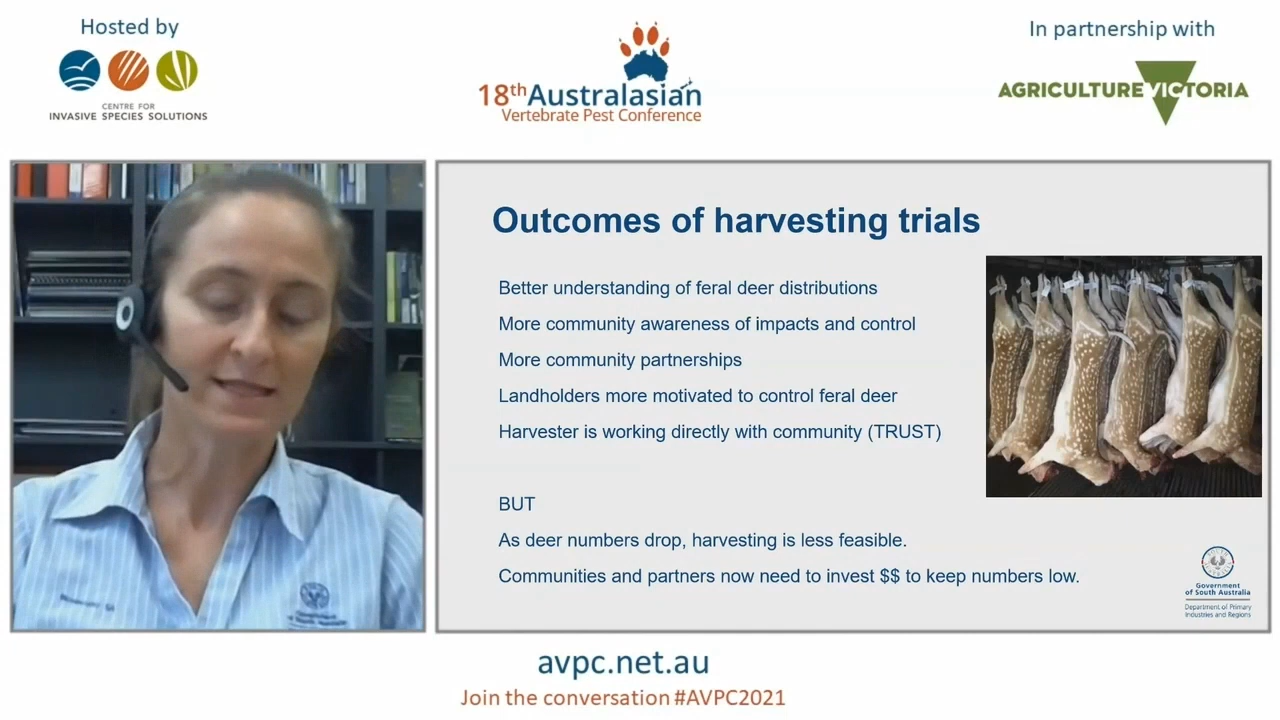 Hosted by
CENTRE FOR
INVASIVE SPECIES SOLUTIONS
18th Australasian
Vertebrate Pest Conference
In partnership with
AGRICULTURE VICTORIA
Outcomes of harvesting trials
Better understanding of feral deer distributions
More community awareness of impacts and control
More community partnerships
Landholders more motivated to control feral deer
Harvester is working directly with community (TRUST)
BUT
As deer numbers drop, harvesting is less feasible.
Communities and partners now need to invest $$ to keep numbers low.
Government
of South Australia
Department of Primary
Industries and Regions
avpc.net.au
Join the conversation #AVPC2021